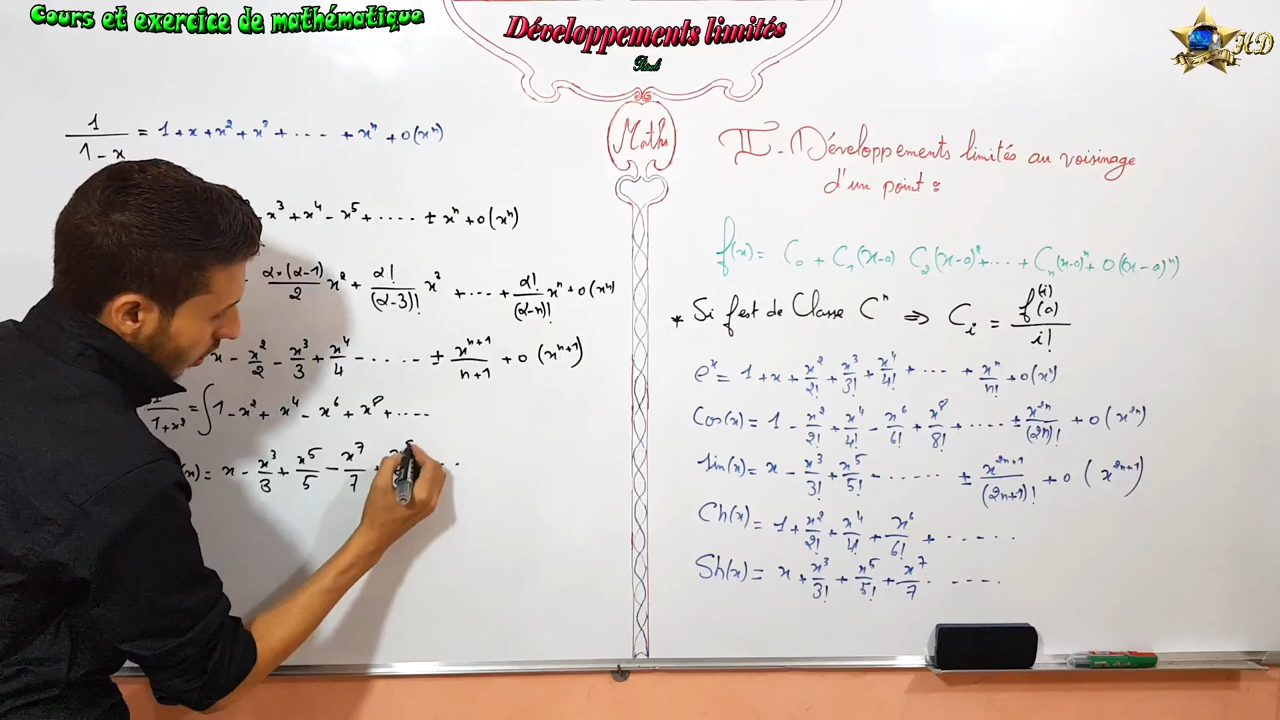 Cours et exercice de mathématique
Développements limités
HD
Maths
1/(1-x) = 1 + x + x² + x³ + .... + xⁿ + o(xⁿ)
x³ + x⁴ - x⁵ + ..... ± xⁿ + o(xⁿ)
α×(α-1)/2 x² + α!/(α-3)! x³ + ... + α!/(α-n)! xⁿ + o(xⁿ)
x - x²/2 - x³/3 + x⁴/4 - ..... ± xⁿ⁺¹/(n+1) + o(xⁿ⁺¹)
1/(1+x²) = ∫ 1 - x² + x⁴ - x⁶ + x⁸ + ....
(x) = x - x³/3 + x⁵/5 - x⁷/7 +
II - Développements limités au voisinage
d'un point :
f(x) = C₀ + C₁(x-0) C₂(x-0)² + ... + Cₙ(x-0)ⁿ + O((x-0)ⁿ)
* Si f est de Classe Cⁿ ⇒ Cᵢ = f⁽ⁱ⁾(0)/i!
eˣ = 1 + x + x²/2! + x³/3! + x⁴/4! + ... + xⁿ/n! + o(xⁿ)
Cos(x) = 1 - x²/2! + x⁴/4! - x⁶/6! + x⁸/8! + .... ± x²ⁿ/(2n)! + o(x²ⁿ)
Sin(x) = x - x³/3! + x⁵/5! - ...... ± x²ⁿ⁺¹/(2n+1)! + o(x²ⁿ⁺¹)
Ch(x) = 1 + x²/2! + x⁴/4! + x⁶/6! + ......
Sh(x) = x + x³/3! + x⁵/5! + x⁷/7 .....